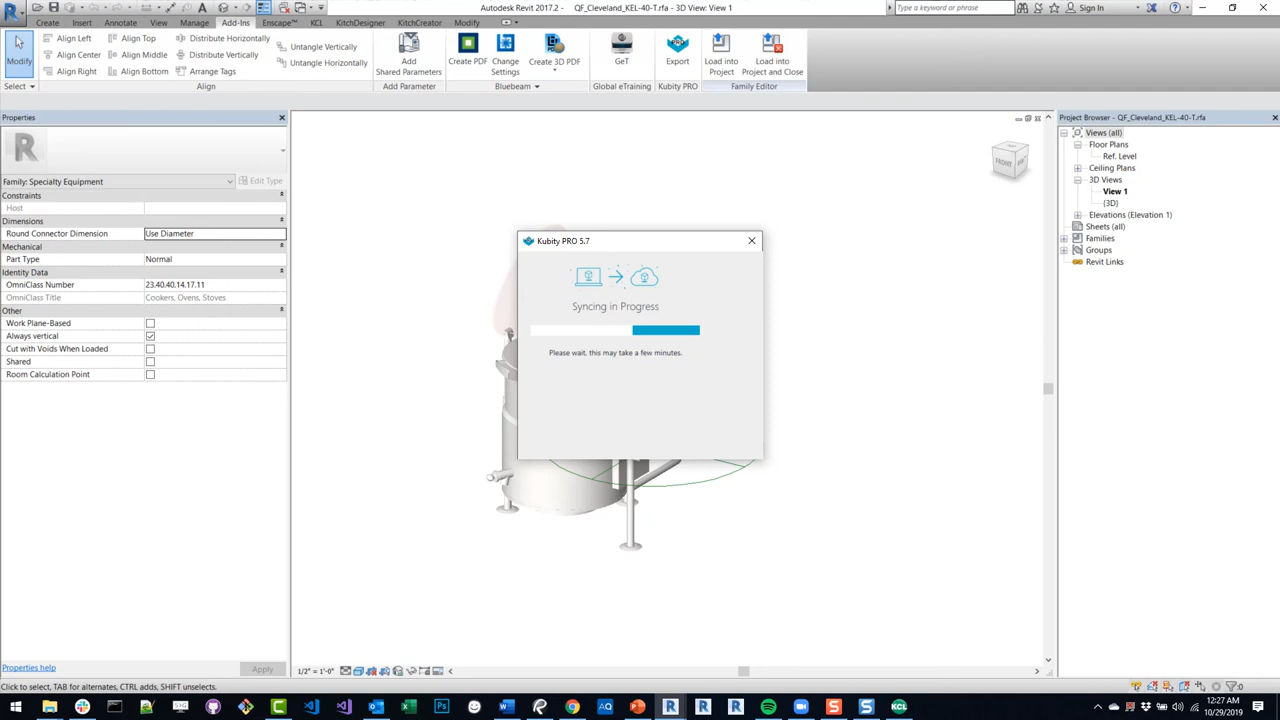 Autodesk Revit 2017.2 -
QF_Cleveland_KEL-40-T.rfa - 3D View: View 1
Type a keyword or phrase
Sign In
Create
Insert
Annotate
View
Manage
Add-Ins
Enscape™
KCL
KitchDesigner
KitchCreator
Modify
Modify
Select
Align Left
Align Top
Distribute Horizontally
Untangle Vertically
Align Center
Align Middle
Distribute Vertically
Untangle Horizontally
Align Right
Align Bottom
Arrange Tags
Align
Add
Shared Parameters
Add Parameter
Create PDF
Change
Settings
Create 3D PDF
Bluebeam
GeT
Global eTraining
Export
Kubity PRO
Load into
Project
Load into
Project and Close
Family Editor
Properties
Family: Specialty Equipment
Edit Type
Constraints
Host
Dimensions
Round Connector Dimension
Use Diameter
Mechanical
Part Type
Normal
Identity Data
OmniClass Number
23.40.40.14.17.11
OmniClass Title
Cookers, Ovens, Stoves
Other
Work Plane-Based
Always vertical
Cut with Voids When Loaded
Shared
Room Calculation Point
Properties help
Apply
FRONT
Kubity PRO 5.7
Syncing in Progress
Please wait, this may take a few minutes.
Project Browser - QF_Cleveland_KEL-40-T.rfa
Views (all)
Floor Plans
Ref. Level
Ceiling Plans
3D Views
View 1
{3D}
Elevations (Elevation 1)
Sheets (all)
Families
Groups
Revit Links
1/2" = 1'-0"
Click to select, TAB for alternates, CTRL adds, SHIFT unselects.
:0
12:27 AM
10/29/2019